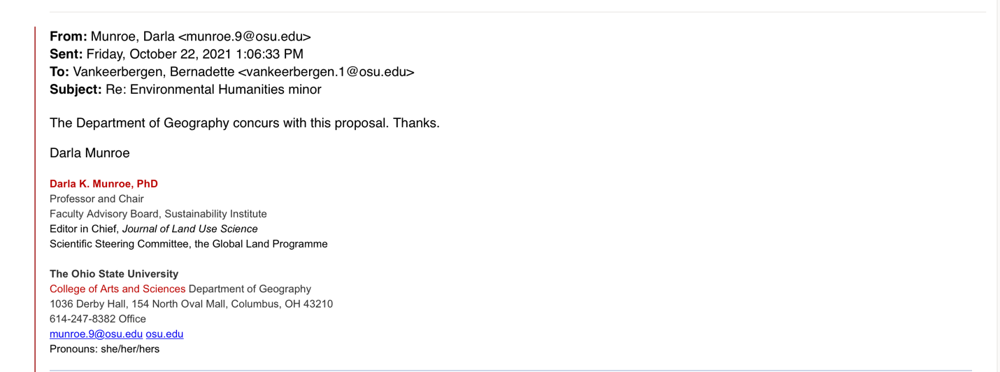 From: Munroe, Darla <munroe.9@osu.edu>
Sent: Friday, October 22, 2021 1:06:33 PM
To: Vankeerbergen, Bernadette <vankeerbergen.1@osu.edu>
Subject: Re: Environmental Humanities minor
The Department of Geography concurs with this proposal. Thanks.
Darla Munroe
Darla K. Munroe, PhD
Professor and Chair
Faculty Advisory Board, Sustainability Institute
Editor in Chief, Journal of Land Use Science
Scientific Steering Committee, the Global Land Programme
The Ohio State University
College of Arts and Sciences Department of Geography
1036 Derby Hall, 154 North Oval Mall, Columbus, OH 43210
614-247-8382 Office
munroe.9@osu.edu osu.edu
Pronouns: she/her/hers